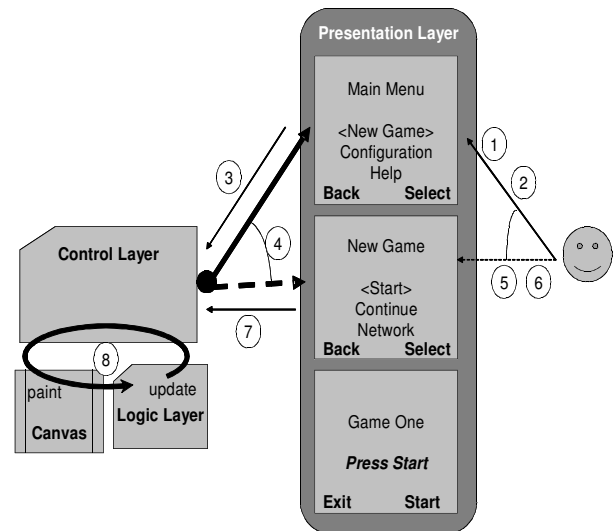 Presentation Layer
Main Menu
<New Game>
Configuration
Help
Back Select
1
2
3
Control Layer
4
New Game
<Start>
Continue
Network
Back Select
5 6
7
8
paint
Canvas
update
Logic Layer
Game One
Press Start
Exit Start